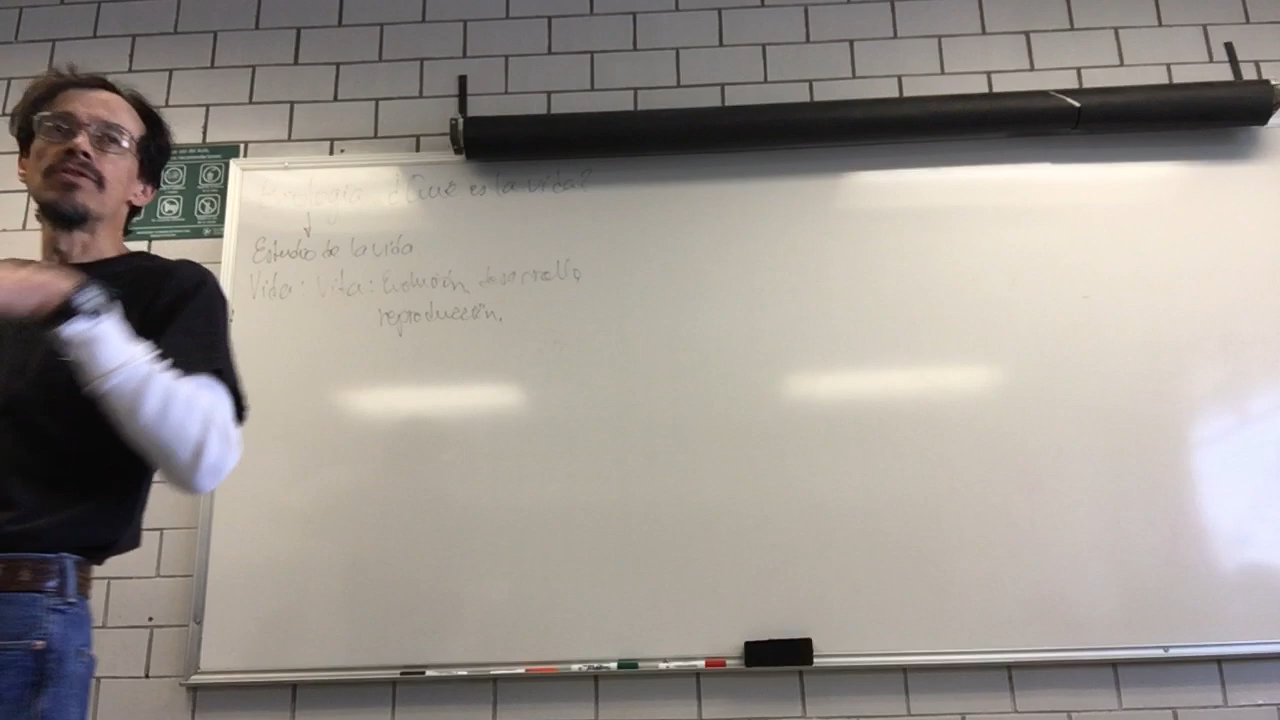 Biología ¿Qué es la vida?
Estudio de la vida
Vida: Vita: Evolución, desarrollo,
reproducción.